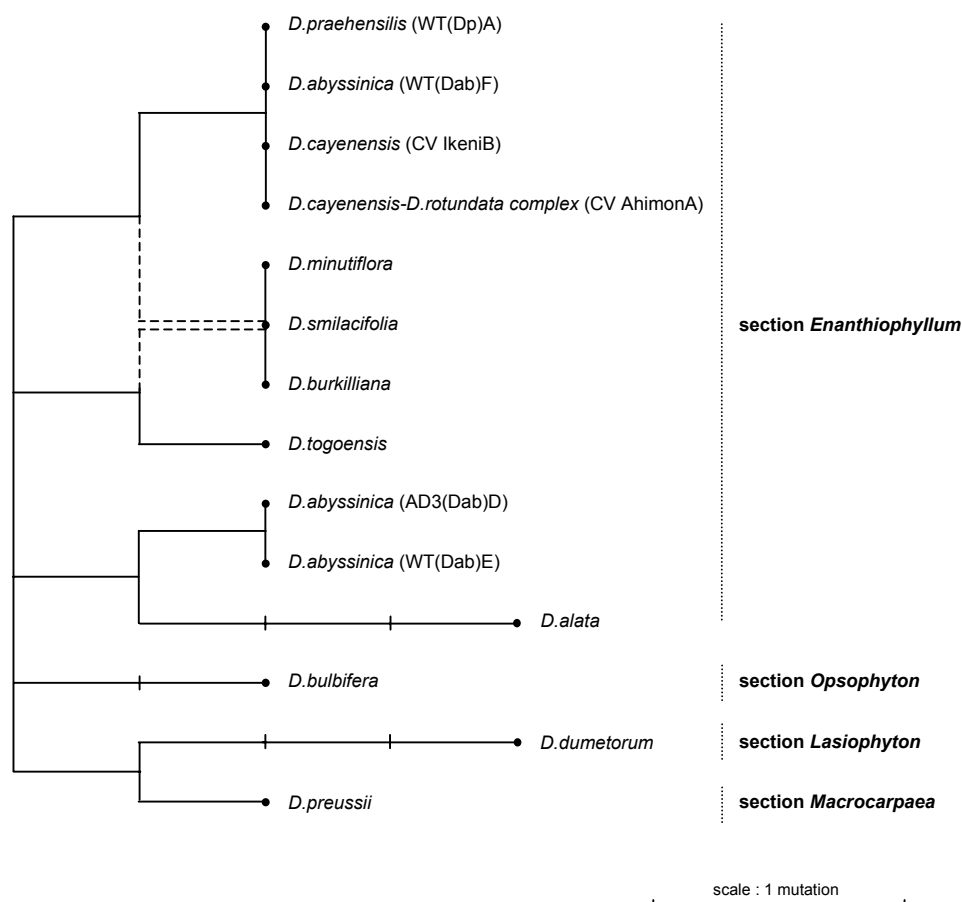 D.praehensilis (WT(Dp)A)
D.abyssinica (WT(Dab)F)
D.cayenensis (CV IkeniB)
D.cayenensis-D.rotundata complex (CV AhimonA)
D.minutiflora
D.smilacifolia
section Enanthiophyllum
D.burkilliana
D.togoensis
D.abyssinica (AD3(Dab)D)
D.abyssinica (WT(Dab)E)
D.alata
D.bulbifera
section Opsophyton
D.dumetorum
section Lasiophyton
D.preussii
section Macrocarpaea
scale : 1 mutation